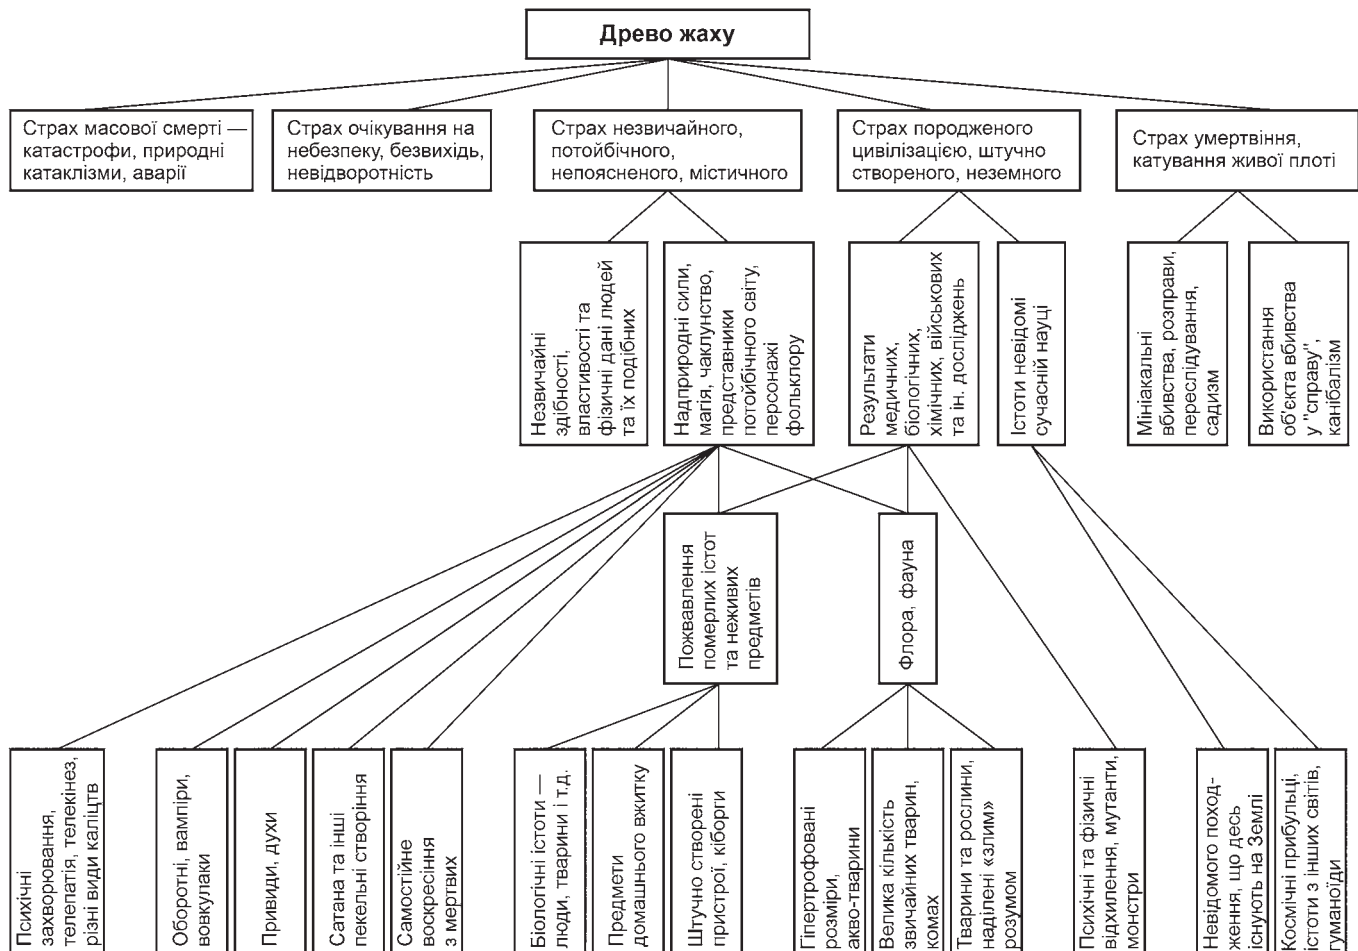 Древо жаху
Страх масової смерті —
катастрофи, природні
катаклізми, аварії
Страх очікування на
небезпеку, безвихідь,
невідворотність
Страх незвичайного,
потойбічного,
непоясненого, містичного
Страх породженого
цивілізацією, штучно
створеного, неземного
Страх умертвіння,
катування живої плоті
Незвичайні
здібності,
властивості та
фізичні дані людей
та їх подібних
Надприродні сили,
магія, чаклунство,
представники
потойбічного світу,
персонажі
фольклору
Результати
медичних,
біологічних,
хімічних, військових
та ін. досліджень
Істоти невідомі
сучасній науці
Мініакальні
вбивства, розправи,
переслідування,
садизм
Використання
об'єкта вбивства
у "справу",
канібалізм
Пожвавлення
померлих істот
та неживих
предметів
Флора, фауна
Психічні
захворювання,
телепатія, телекінез,
різні види каліцтв
Оборотні, вампіри,
вовкулаки
Привиди, духи
Сатана та інші
пекельні створіння
Самостійне
воскресіння
з мертвих
Біологічні істоти —
люди, тварини і т.д.
Предмети
домашнього вжитку
Штучно створені
пристрої, кіборги
Гіпертрофовані
розміри,
акво-тварини
Велика кількість
звичайних тварин,
комах
Тварини та рослини,
наділені «злим»
розумом
Психічні та фізичні
відхилення, мутанти,
монстри
Невідомого поход-
ження, що десь
існують на Землі
Космічні прибульці,
істоти з інших світів,
гуманоїди